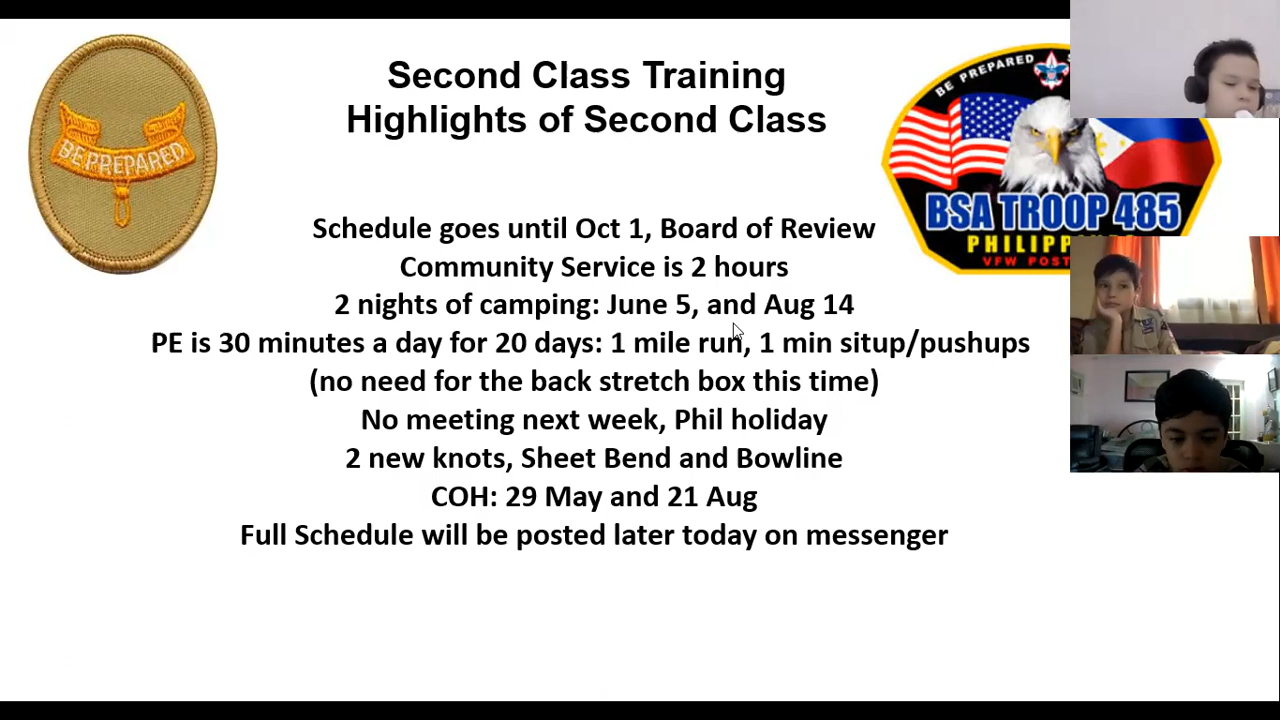 Second Class Training
Highlights of Second Class
BE PREPARED
BE PREPARED
BSA TROOP 485
VFW POST
Schedule goes until Oct 1, Board of Review
Community Service is 2 hours
2 nights of camping: June 5, and Aug 14
PE is 30 minutes a day for 20 days: 1 mile run, 1 min situp/pushups
(no need for the back stretch box this time)
No meeting next week, Phil holiday
2 new knots, Sheet Bend and Bowline
COH: 29 May and 21 Aug
Full Schedule will be posted later today on messenger